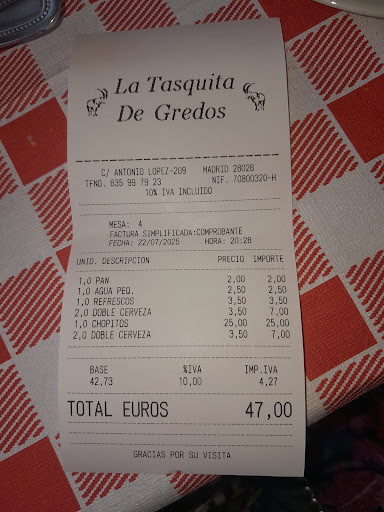 La Tasquita
De Gredos
C/ ANTONIO LOPEZ-209 MADRID 28026
TFNO. 635 99 79 23 NIF. 70800320-H
10% IVA INCLUIDO
MESA: 4
FACTURA SIMPLIFICADA:COMPROBANTE
FECHA: 22/07/2025 HORA: 20:28
UNID. DESCRIPCION PRECIO IMPORTE
1,0 PAN 2,00 2,00
1,0 AGUA PEQ. 2,50 2,50
1,0 REFRESCOS 3,50 3,50
2,0 DOBLE CERVEZA 3,50 7,00
1,0 CHOPITOS 25,00 25,00
2,0 DOBLE CERVEZA 3,50 7,00
BASE %IVA IMP.IVA
42,73 10,00 4,27
TOTAL EUROS 47,00
GRACIAS POR SU VISITA